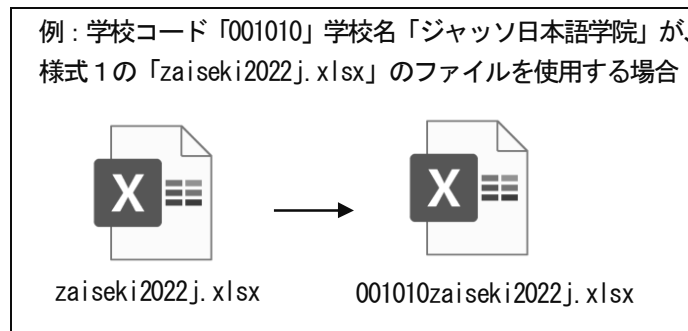 例：学校コード「001010」学校名「ジャッソ日本語学院」が、
様式１の「zaiseki2022j.xlsx」のファイルを使用する場合
X
X
zaiseki2022j.xlsx
001010zaiseki2022j.xlsx